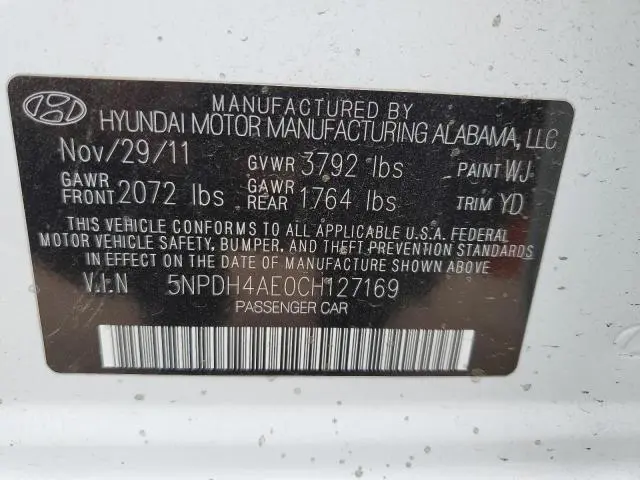 MANUFACTURED BY
HYUNDAI MOTOR MANUFACTURING ALABAMA, LLC
Nov/29/11 GVWR 3792 lbs PAINT WJ
GAWR FRONT 2072 lbs GAWR REAR 1764 lbs TRIM YD
THIS VEHICLE CONFORMS TO ALL APPLICABLE U.S.A. FEDERAL
MOTOR VEHICLE SAFETY, BUMPER, AND THEFT PREVENTION STANDARDS
IN EFFECT ON THE DATE OF MANUFACTURE SHOWN ABOVE.
V.I.N 5NPDH4AE0CH127169
PASSENGER CAR